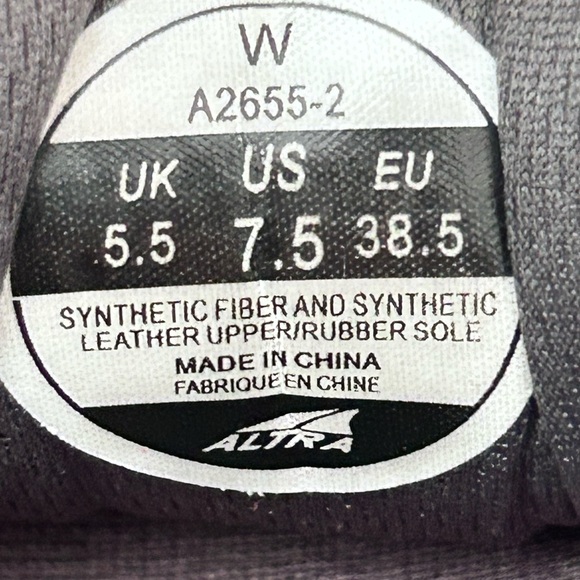 W
A2655-2
UK US EU
5.5 7.5 38.5
SYNTHETIC FIBER AND SYNTHETIC
LEATHER UPPER/RUBBER SOLE
MADE IN CHINA
FABRIQUE EN CHINE
ALTRA